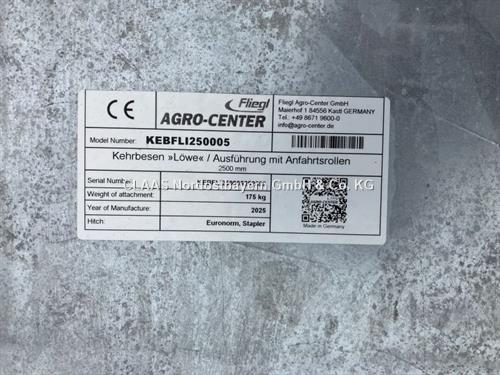 CE
Fliegl
AGRO-CENTER
Fliegl Agro-Center GmbH
Maierhof 1 84556 Kastl GERMANY
Tel.: +49 8671 9600-0
info@agro-center.de
Model Number: KEBFLI250005
Kehrbesen »Löwe« / Ausführung mit Anfahrtsrollen
2500 mm
CLAAS Nordostbayern GmbH & Co. KG
Serial Number:
Weight of attachment: 175 kg
Year of Manufacture: 2025
Hitch: Euronorm, Stapler
AGRO-CENTER
Made in Germany